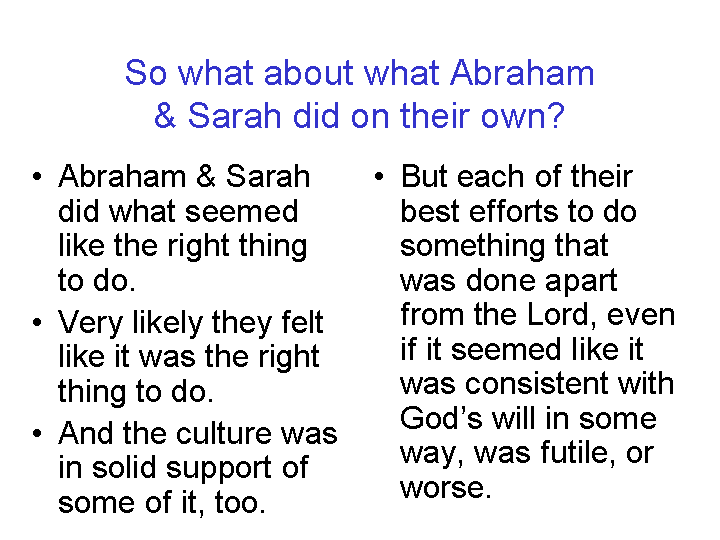 So what about what Abraham
& Sarah did on their own?
• Abraham & Sarah
did what seemed
like the right thing
to do.
• Very likely they felt
like it was the right
thing to do.
• And the culture was
in solid support of
some of it, too.
• But each of their
best efforts to do
something that
was done apart
from the Lord, even
if it seemed like it
was consistent with
God’s will in some
way, was futile, or
worse.